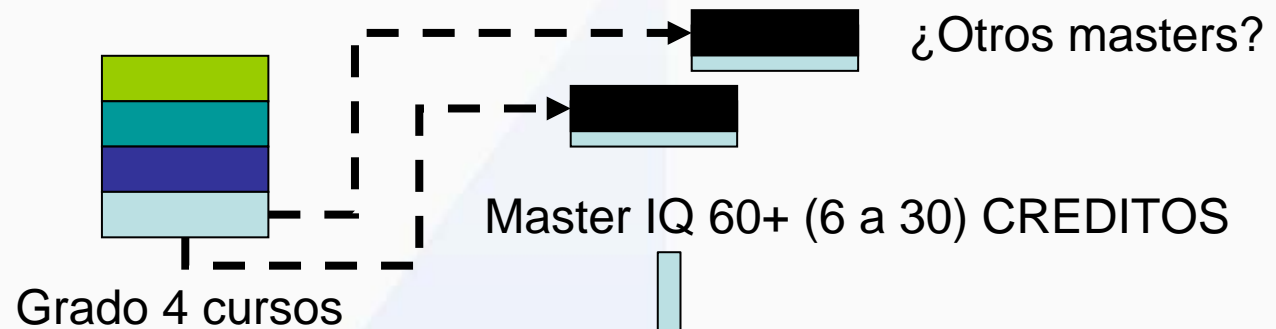 ¿Otros masters?
Master IQ 60+ (6 a 30) CREDITOS
Grado 4 cursos